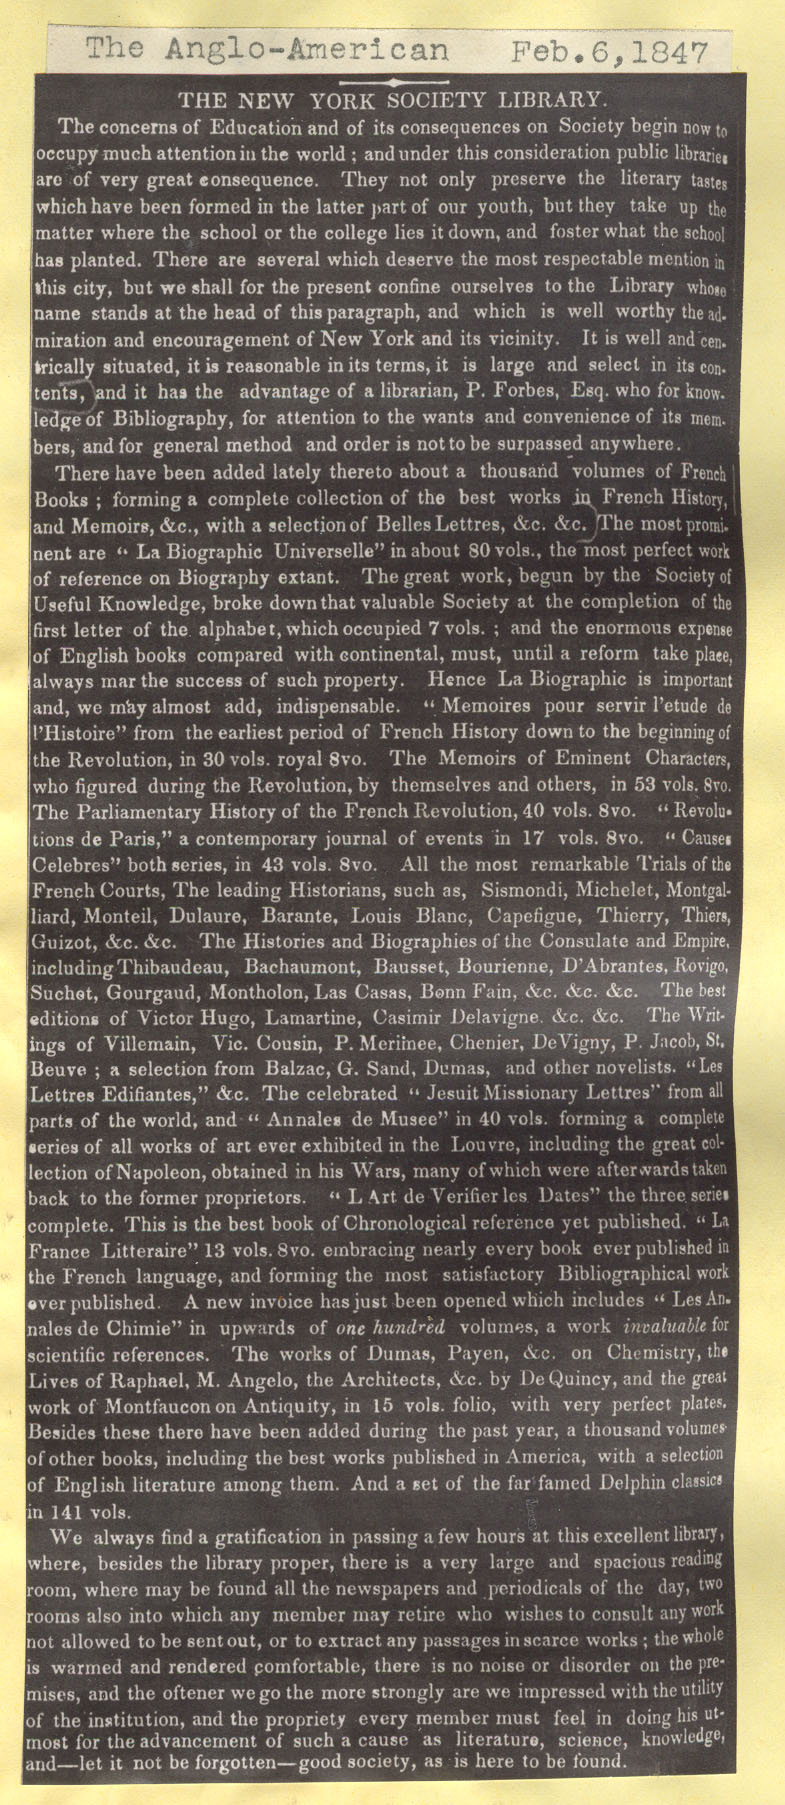 The Anglo-American Feb.6,1847
THE NEW YORK SOCIETY LIBRARY.
The concerns of Education and of its consequences on Society begin now to
occupy much attention in the world ; and under this consideration public libraries
are of very great consequence. They not only preserve the literary tastes
which have been formed in the latter part of our youth, but they take up the
matter where the school or the college lies it down, and foster what the school
has planted. There are several which deserve the most respectable mention in
this city, but we shall for the present confine ourselves to the Library whose
name stands at the head of this paragraph, and which is well worthy the ad-
miration and encouragement of New York and its vicinity. It is well and cen-
trically situated, it is reasonable in its terms, it is large and select in its con-
tents, and it has the advantage of a librarian, P. Forbes, Esq. who for know-
ledge of Bibliography, for attention to the wants and convenience of its mem-
bers, and for general method and order is not to be surpassed anywhere.
There have been added lately thereto about a thousand volumes of French
Books ; forming a complete collection of the best works in French History,
and Memoirs, &c., with a selection of Belles Lettres, &c. &c. The most promi-
nent are “ La Biographic Universelle” in about 80 vols., the most perfect work
of reference on Biography extant. The great work, begun by the Society of
Useful Knowledge, broke down that valuable Society at the completion of the
first letter of the alphabet, which occupied 7 vols. ; and the enormous expense
of English books compared with continental, must, until a reform take place,
always mar the success of such property. Hence La Biographic is important
and, we may almost add, indispensable. “ Memoires pour servir l'etude de
l'Histoire” from the earliest period of French History down to the beginning of
the Revolution, in 30 vols. royal 8vo. The Memoirs of Eminent Characters,
who figured during the Revolution, by themselves and others, in 53 vols. 8vo.
The Parliamentary History of the French Revolution, 40 vols. 8vo. “ Revolu-
tions de Paris,” a contemporary journal of events in 17 vols. 8vo. “ Causes
Celebres” both series, in 43 vols. 8vo. All the most remarkable Trials of the
French Courts, The leading Historians, such as, Sismondi, Michelet, Montgal-
liard, Monteil, Dulaure, Barante, Louis Blanc, Capefigue, Thierry, Thiers,
Guizot, &c. &c. The Histories and Biographies of the Consulate and Empire,
including Thibaudeau, Bachaumont, Bausset, Bourienne, D'Abrantes, Rovigo,
Suchet, Gourgaud, Montholon, Las Casas, Bonn Fain, &c. &c. &c. The best
editions of Victor Hugo, Lamartine, Casimir Delavigne. &c. &c. The Writ-
ings of Villemain, Vic. Cousin, P. Merimee, Chenier, DeVigny, P. Jacob, St.
Beuve ; a selection from Balzac, G. Sand, Dumas, and other novelists. “Les
Lettres Edifiantes,” &c. The celebrated “ Jesuit Missionary Lettres” from all
parts of the world, and “ Annales de Musee” in 40 vols. forming a complete
series of all works of art ever exhibited in the Louvre, including the great col-
lection of Napoleon, obtained in his Wars, many of which were afterwards taken
back to the former proprietors. “ L Art de Verifier les Dates” the three series
complete. This is the best book of Chronological reference yet published. “ La
France Litteraire” 13 vols. 8vo. embracing nearly every book ever published in
the French language, and forming the most satisfactory Bibliographical work
ever published. A new invoice has just been opened which includes “ Les An-
nales de Chimie” in upwards of one hundred volumes, a work invaluable for
scientific references. The works of Dumas, Payen, &c. on Chemistry, the
Lives of Raphael, M. Angelo, the Architects, &c. by De Quincy, and the great
work of Montfaucon on Antiquity, in 15 vols. folio, with very perfect plates.
Besides these there have been added during the past year, a thousand volumes
of other books, including the best works published in America, with a selection
of English literature among them. And a set of the far famed Delphin classics
in 141 vols.
We always find a gratification in passing a few hours at this excellent library,
where, besides the library proper, there is a very large and spacious reading
room, where may be found all the newspapers and periodicals of the day, two
rooms also into which any member may retire who wishes to consult any work
not allowed to be sent out, or to extract any passages in scarce works ; the whole
is warmed and rendered comfortable, there is no noise or disorder on the pre-
mises, and the oftener we go the more strongly are we impressed with the utility
of the institution, and the propriety every member must feel in doing his ut-
most for the advancement of such a cause as literature, science, knowledge,
and—let it not be forgotten—good society, as is here to be found.